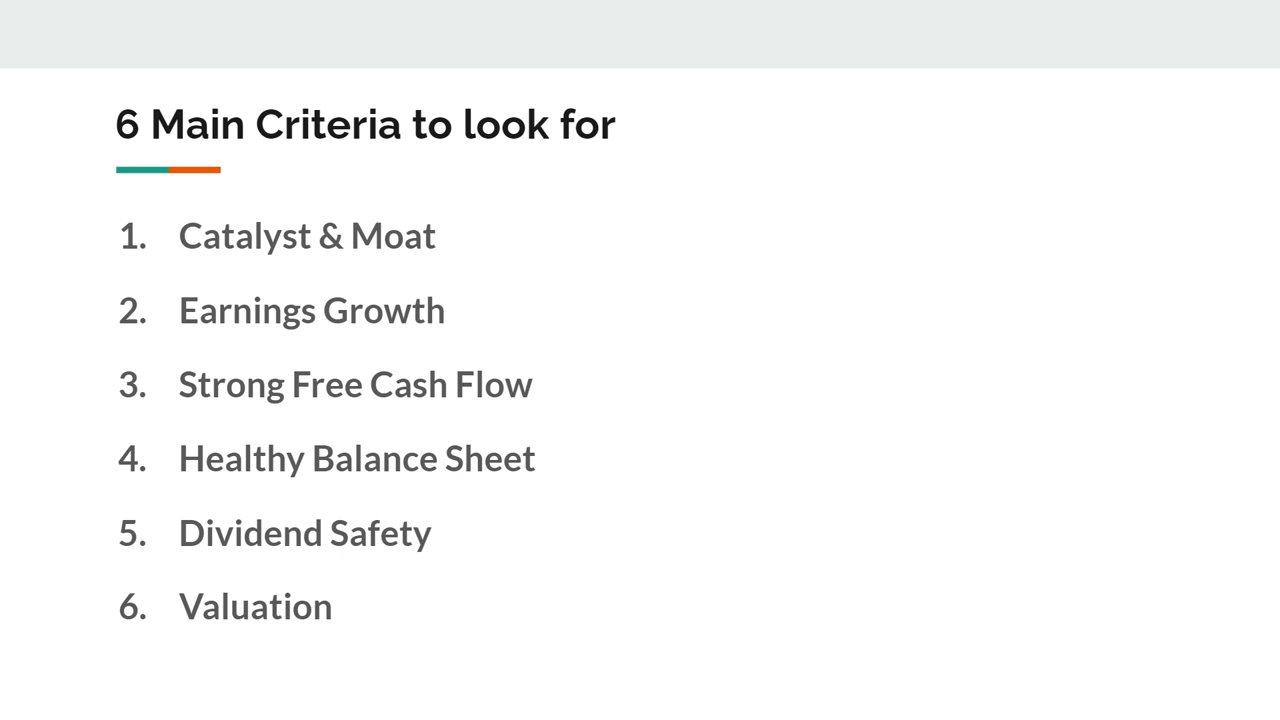 6 Main Criteria to look for
1. Catalyst & Moat
2. Earnings Growth
3. Strong Free Cash Flow
4. Healthy Balance Sheet
5. Dividend Safety
6. Valuation